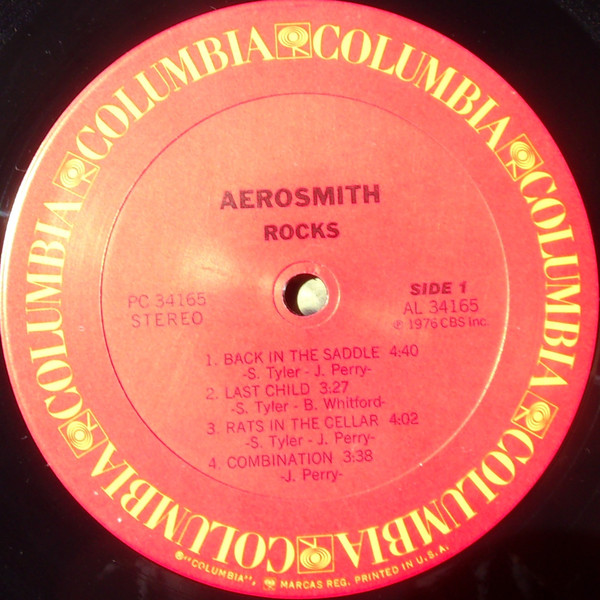 COLUMBIA COLUMBIA COLUMBIA COLUMBIA COLUMBIA COLUMBIA COLUMBIA
AEROSMITH
ROCKS
PC 34165
STEREO
SIDE 1
AL 34165
℗ 1976 CBS Inc.
1. BACK IN THE SADDLE 4:40
-S. Tyler - J. Perry-
2. LAST CHILD 3:27
-S. Tyler - B. Whitford-
3. RATS IN THE CELLAR 4:02
-S. Tyler - J. Perry-
4. COMBINATION 3:38
-J. Perry-
®"COLUMBIA", MARCAS REG. PRINTED IN U.S.A.